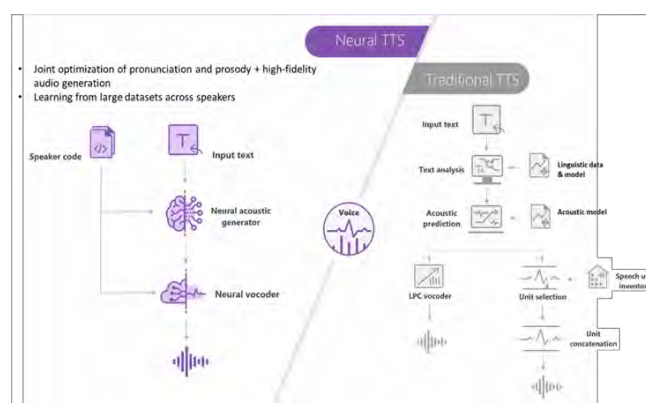 Neural TTS
• Joint optimization of pronunciation and prosody + high-fidelity
audio generation
• Learning from large datasets across speakers
Speaker code
</>
T
Input text
Neural acoustic
generator
Neural vocoder
Voice
Traditional TTS
Input text
T
Text analysis
Linguistic data
& model
Acoustic
prediction
Acoustic model
LPC vocoder
Unit selection
Speech u
invento
Unit
concatenation